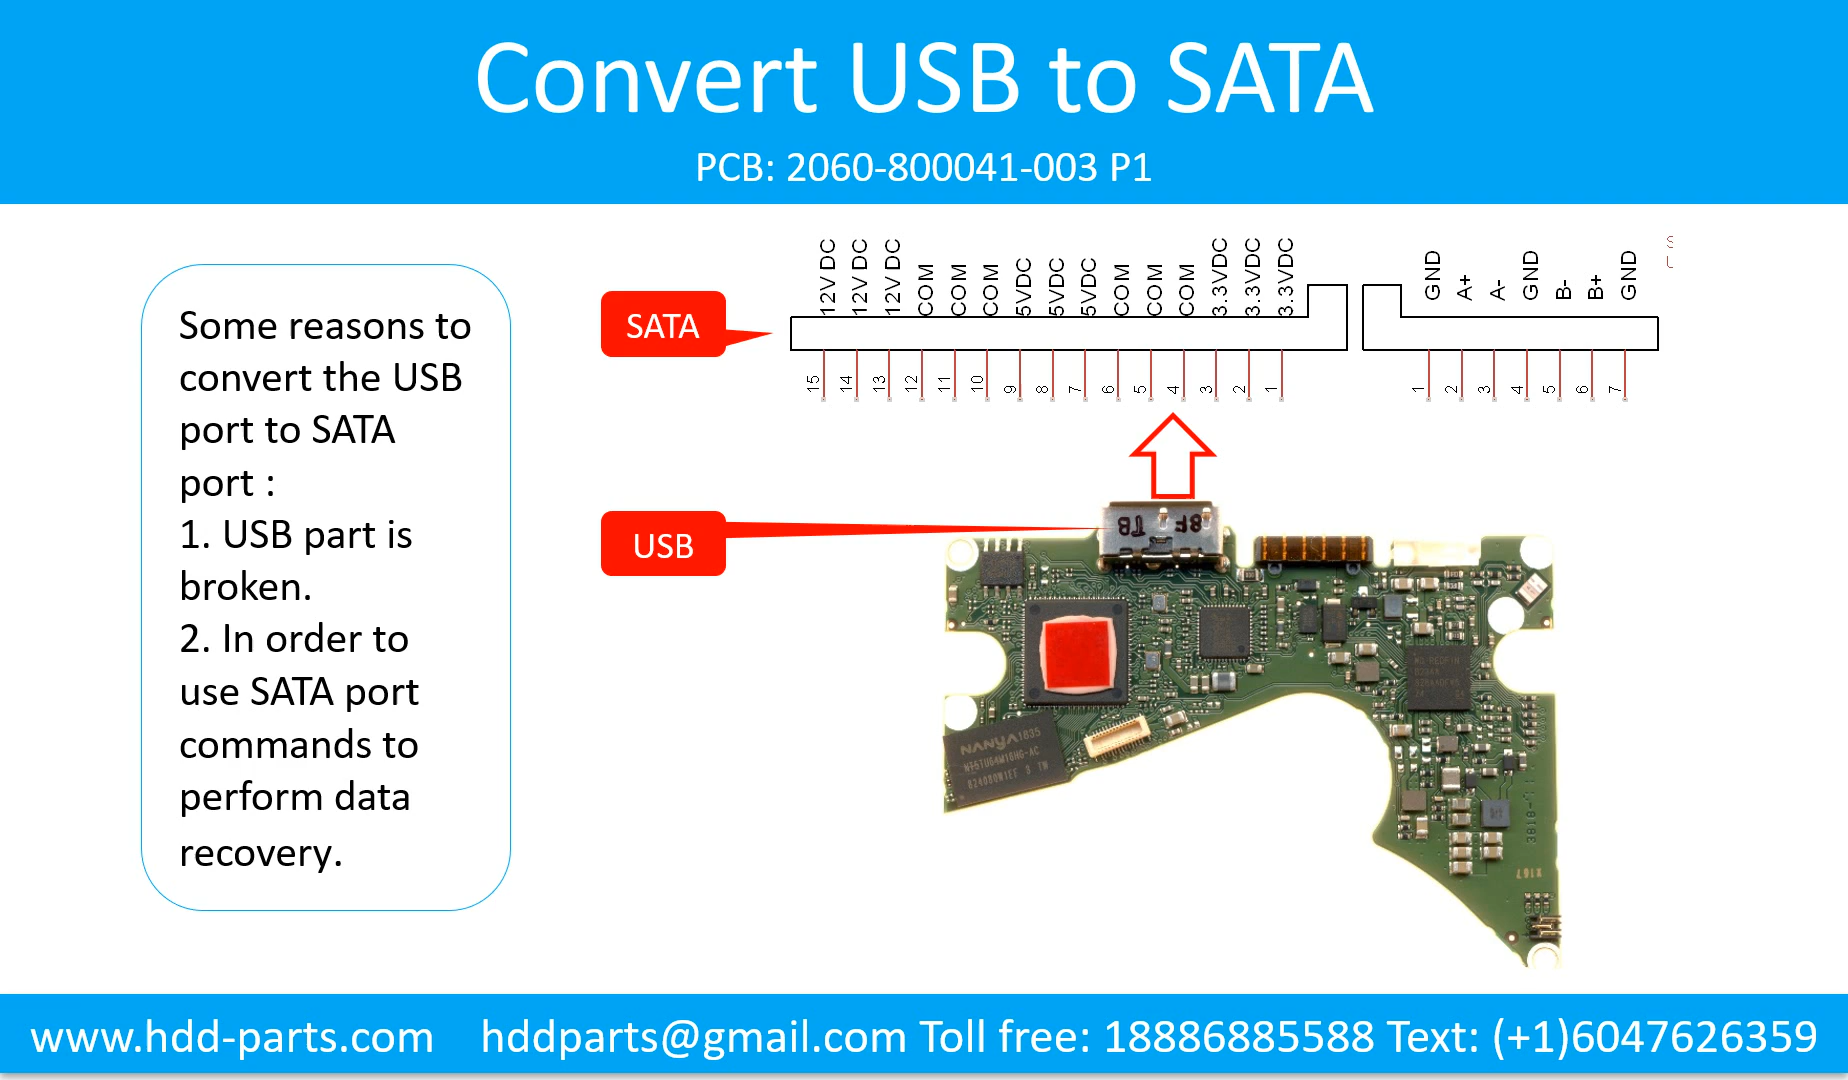 Convert USB to SATA
PCB: 2060-800041-003 P1
Some reasons to
convert the USB
port to SATA
port :
1. USB part is
broken.
2. In order to
use SATA port
commands to
perform data
recovery.
SATA
12V DC
12V DC
12V DC
COM
COM
COM
5VDC
5VDC
5VDC
COM
COM
COM
3.3VDC
3.3VDC
3.3VDC
GND
A+
A-
GND
B-
B+
GND
15
14
13
12
11
10
9
8
7
6
5
4
3
2
1
1
2
3
4
5
6
7
USB
TB
8F
NANYA 1835
NT5TU64M16HG-AC
www.hdd-parts.com hddparts@gmail.com Toll free: 18886885588 Text: (+1)6047626359